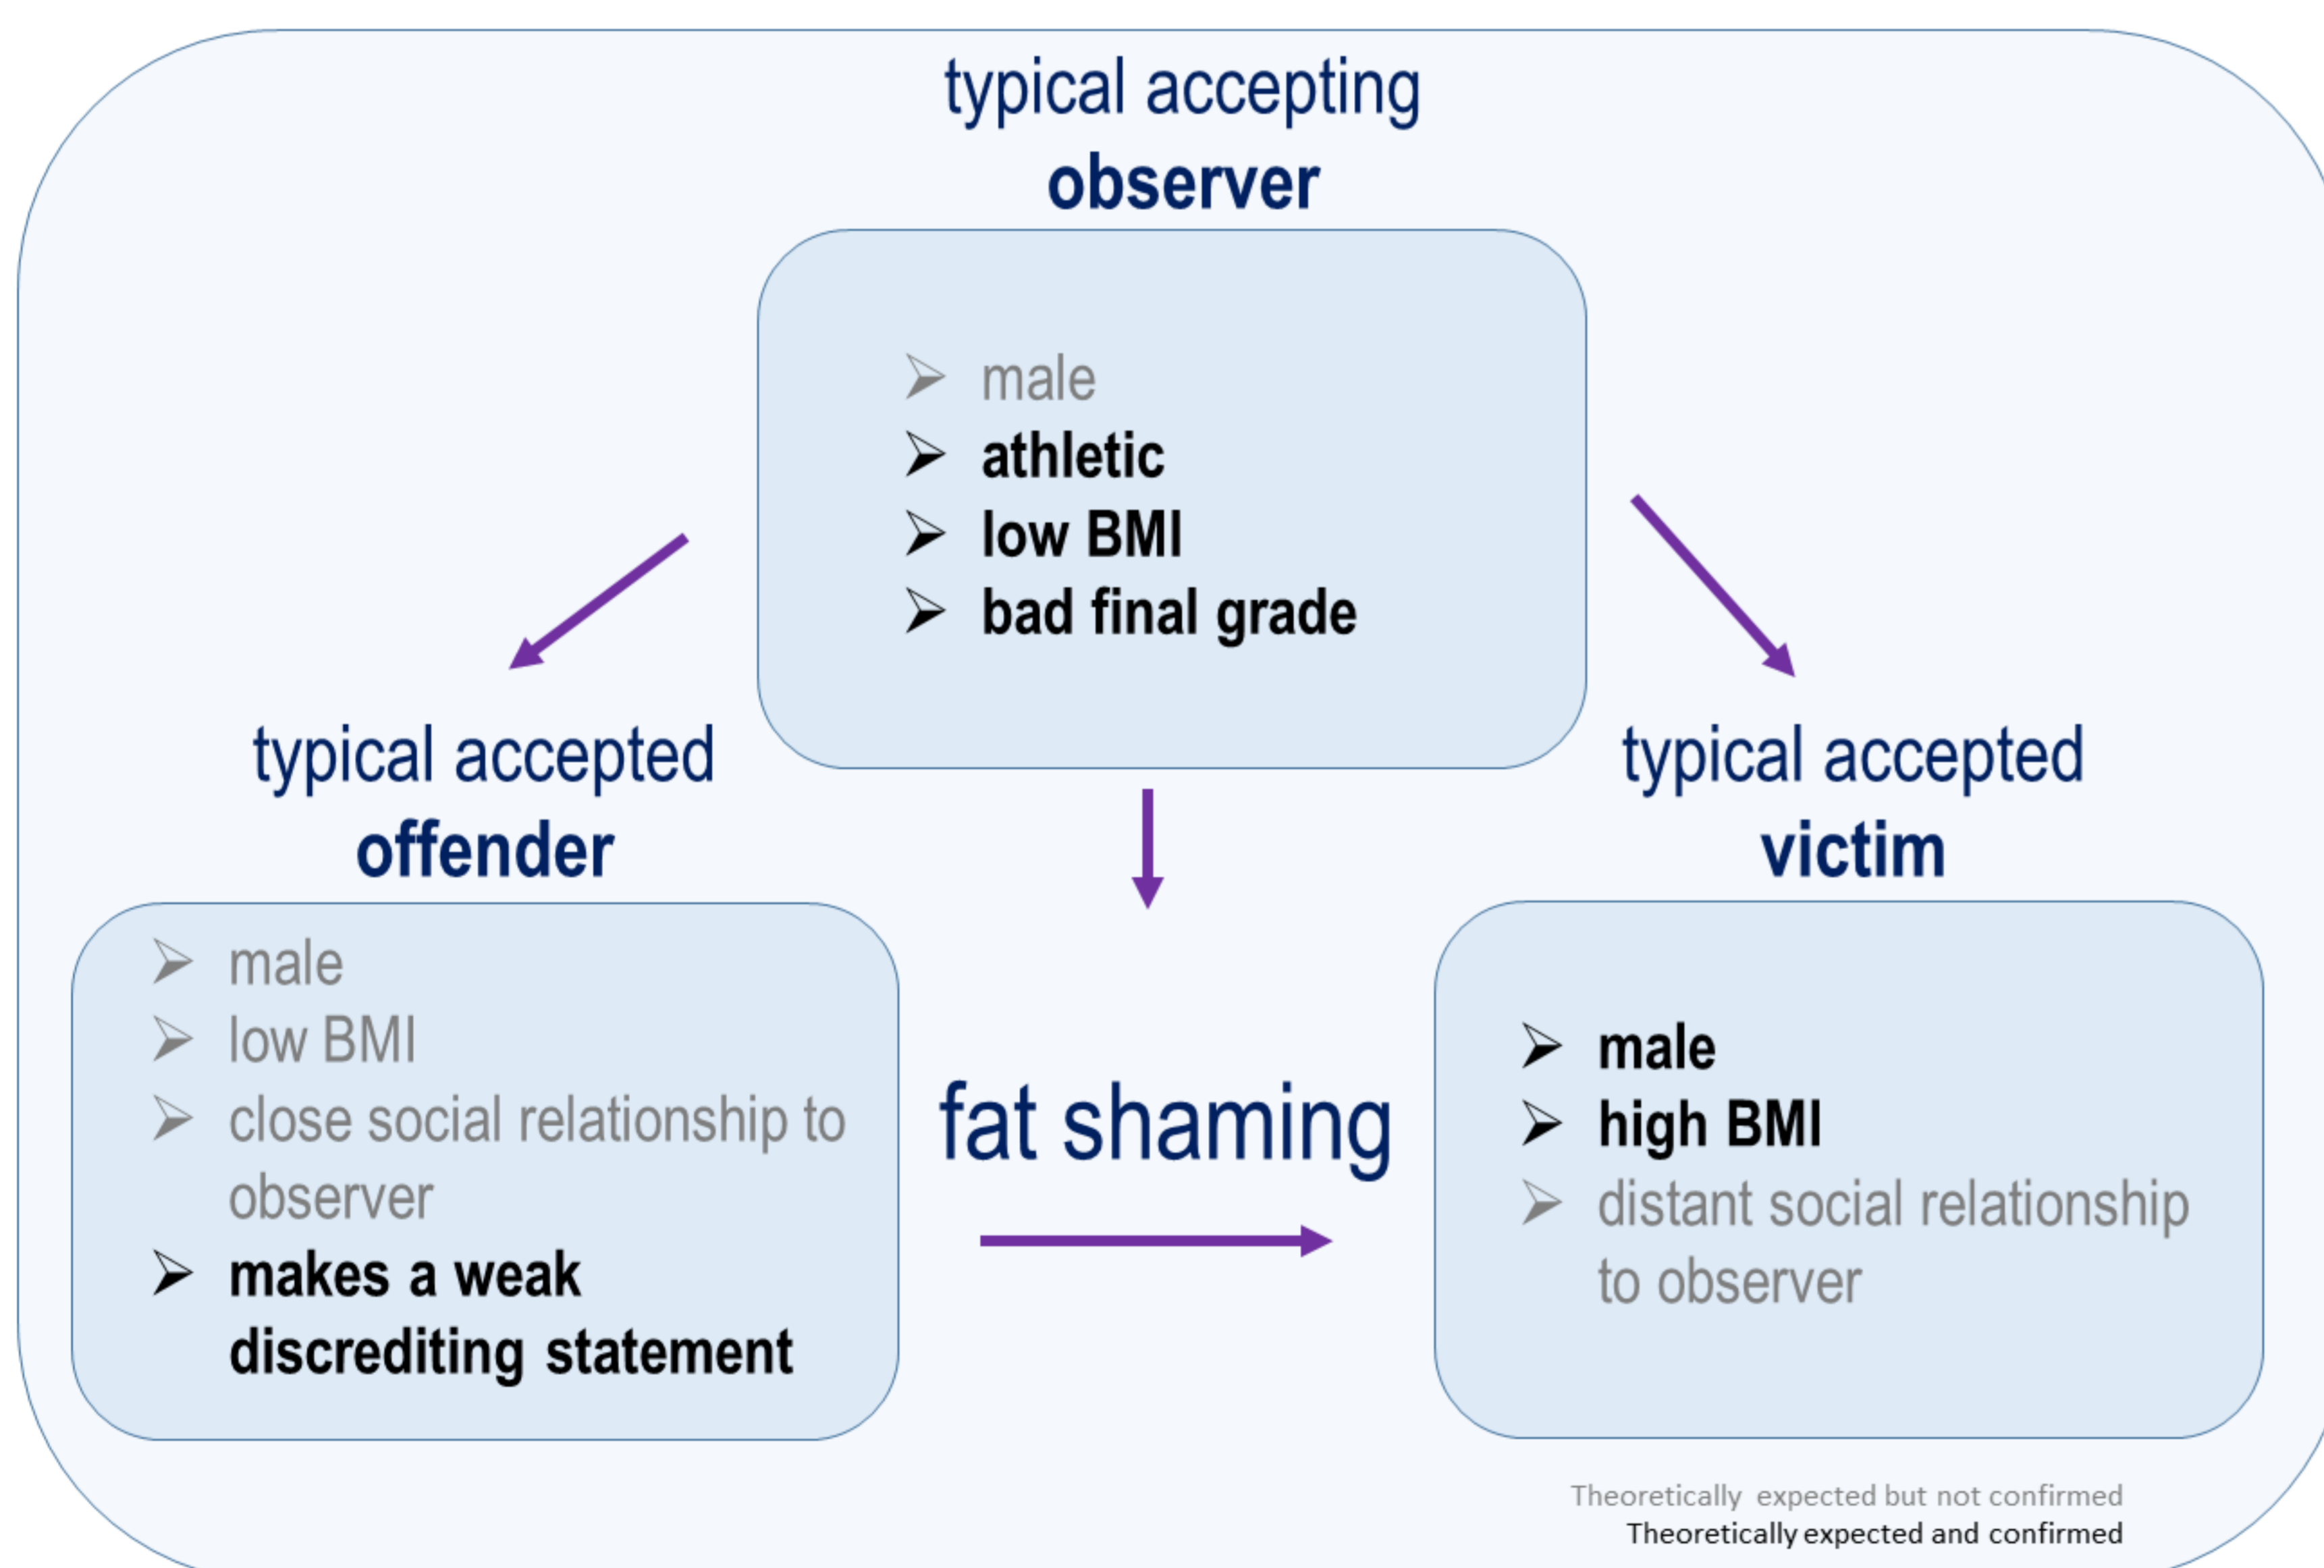 typical accepting
observer
male
athletic
low BMI
bad final grade
typical accepted
offender
male
low BMI
close social relationship to
observer
makes a weak
discrediting statement
fat shaming
typical accepted
victim
male
high BMI
distant social relationship
to observer
Theoretically expected but not confirmed
Theoretically expected and confirmed